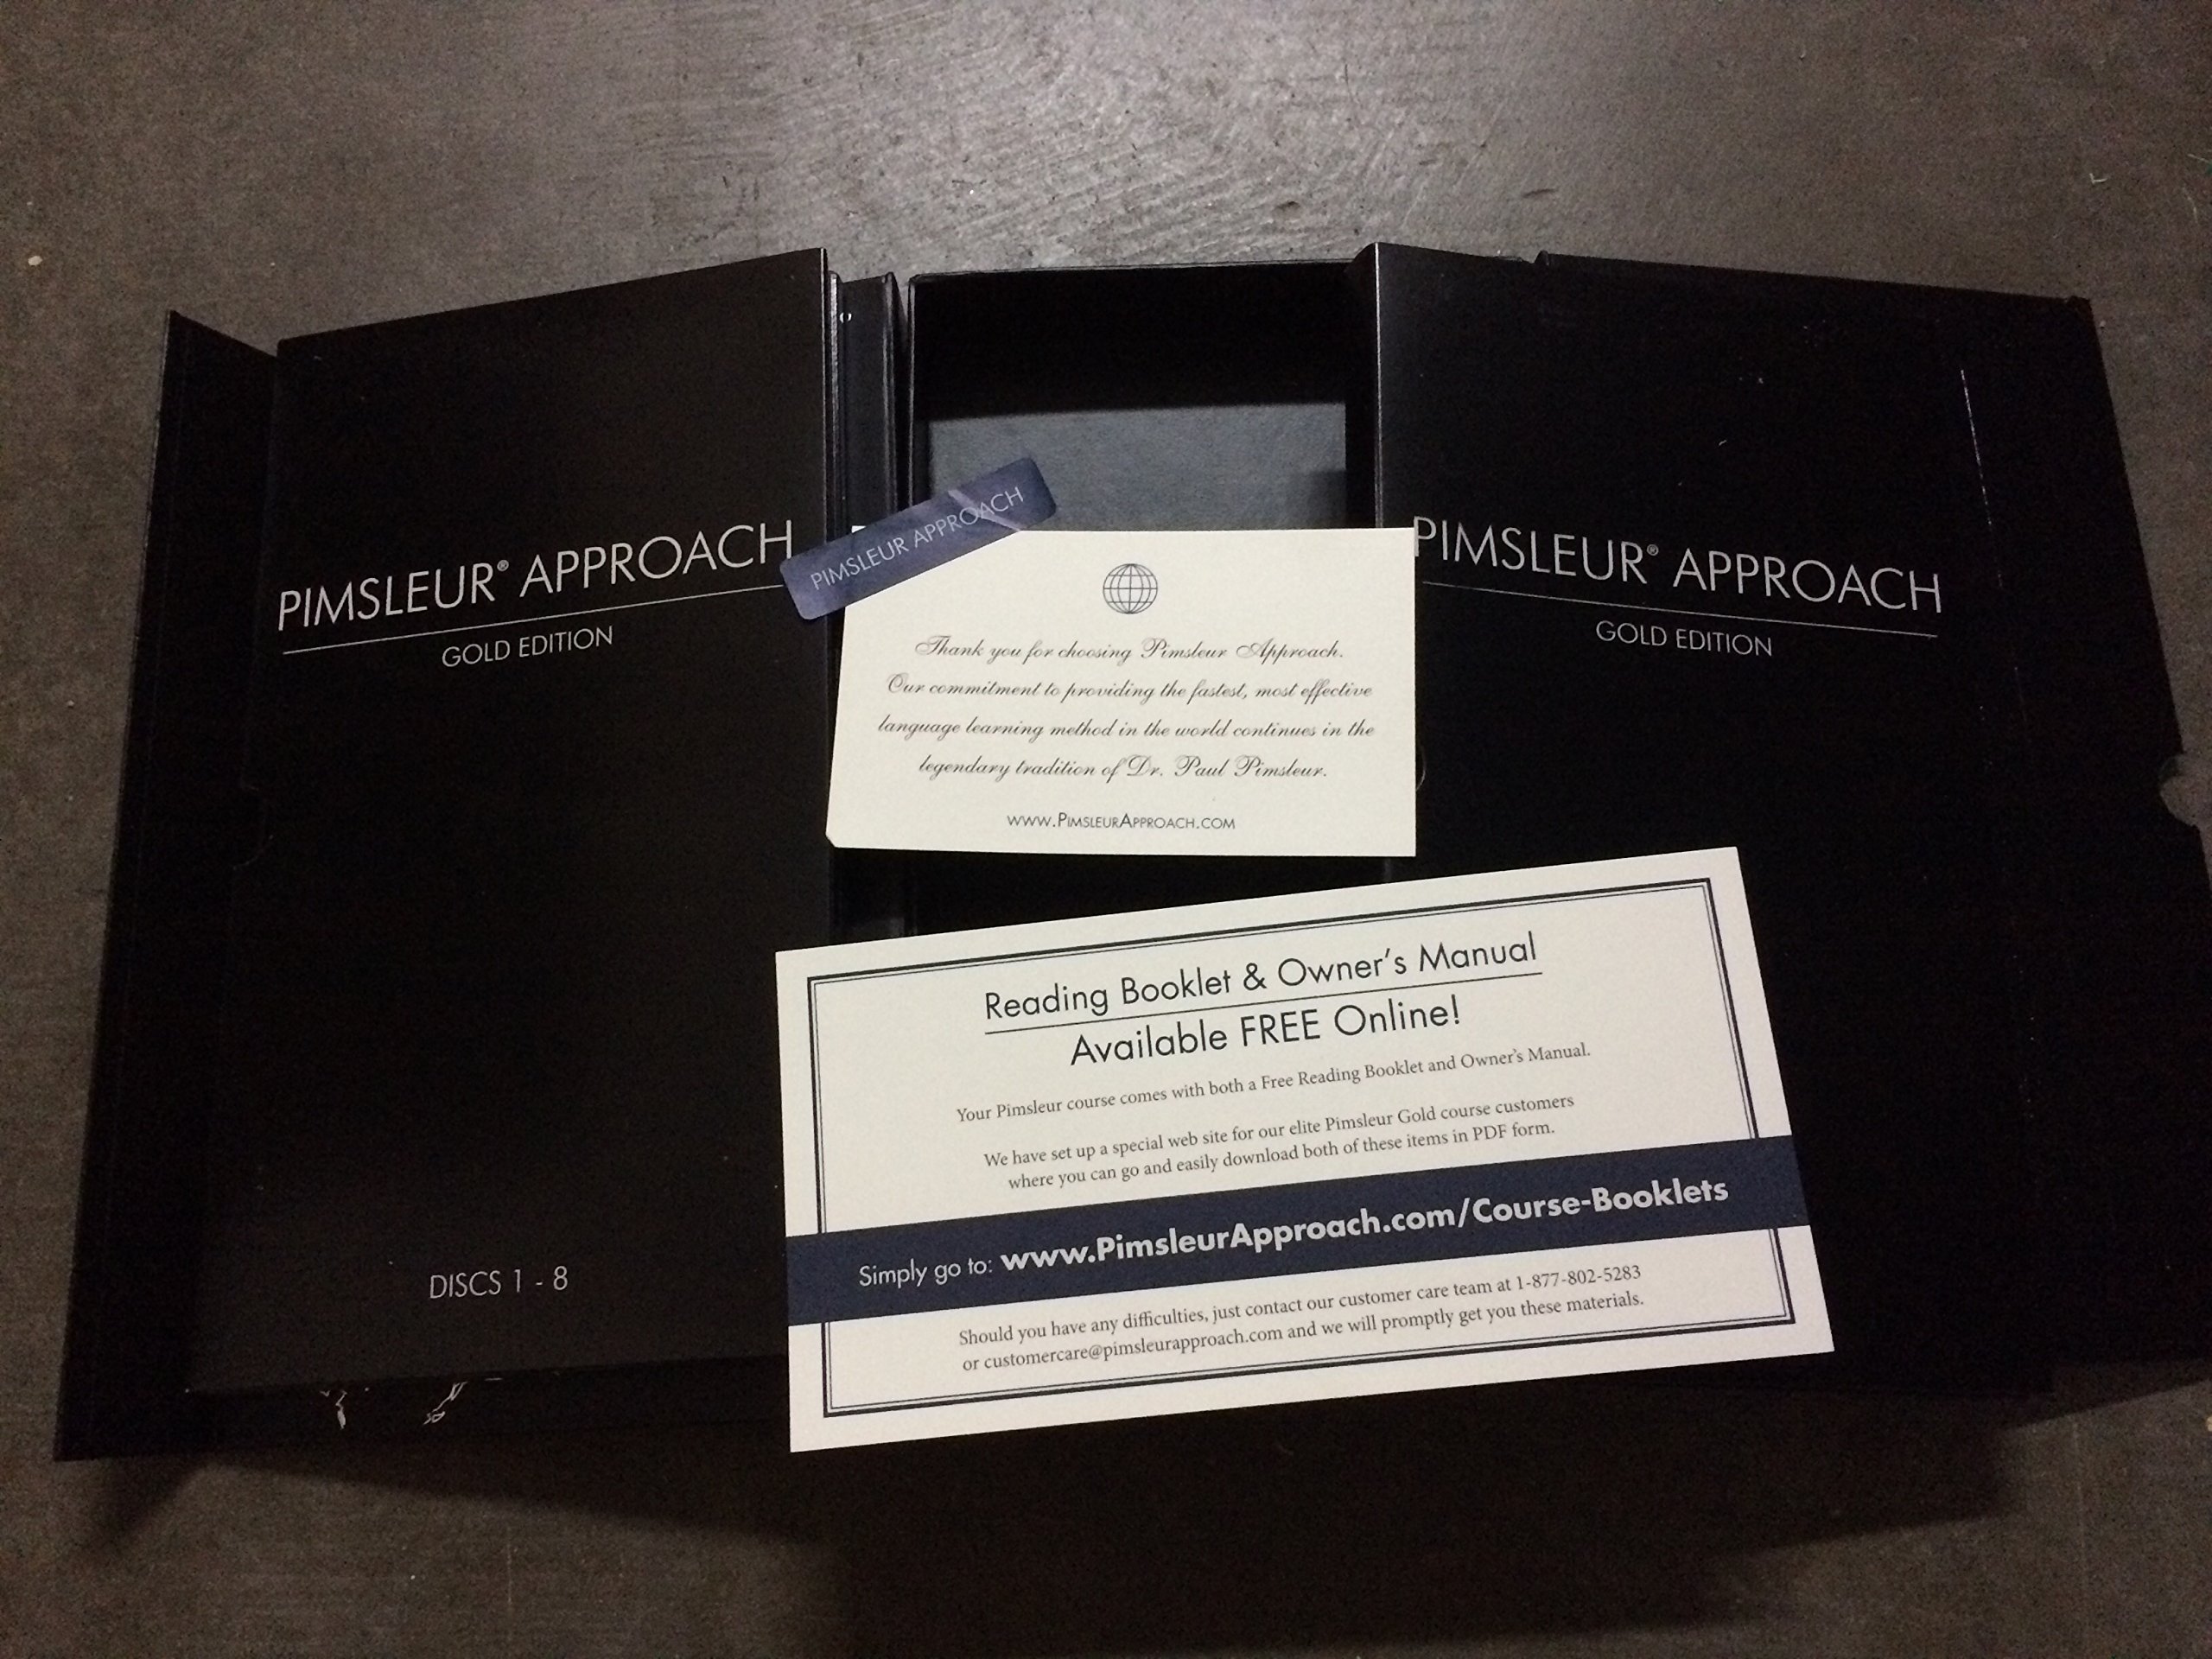 PIMSLEUR® APPROACH
GOLD EDITION
DISCS 1 - 8
PIMSLEUR APPROACH
Thank you for choosing Pimsleur Approach.
Our commitment to providing the fastest, most effective
language learning method in the world continues in the
legendary tradition of Dr. Paul Pimsleur.
www.PimsleurApproach.com
PIMSLEUR® APPROACH
GOLD EDITION
Reading Booklet & Owner's Manual
Available FREE Online!
Your Pimsleur course comes with both a Free Reading Booklet and Owner's Manual.
We have set up a special web site for our elite Pimsleur Gold course customers
where you can go and easily download both of these items in PDF form.
Simply go to: www.PimsleurApproach.com/Course-Booklets
Should you have any difficulties, just contact our customer care team at 1-877-802-5283
or customercare@pimsleurapproach.com and we will promptly get you these materials.